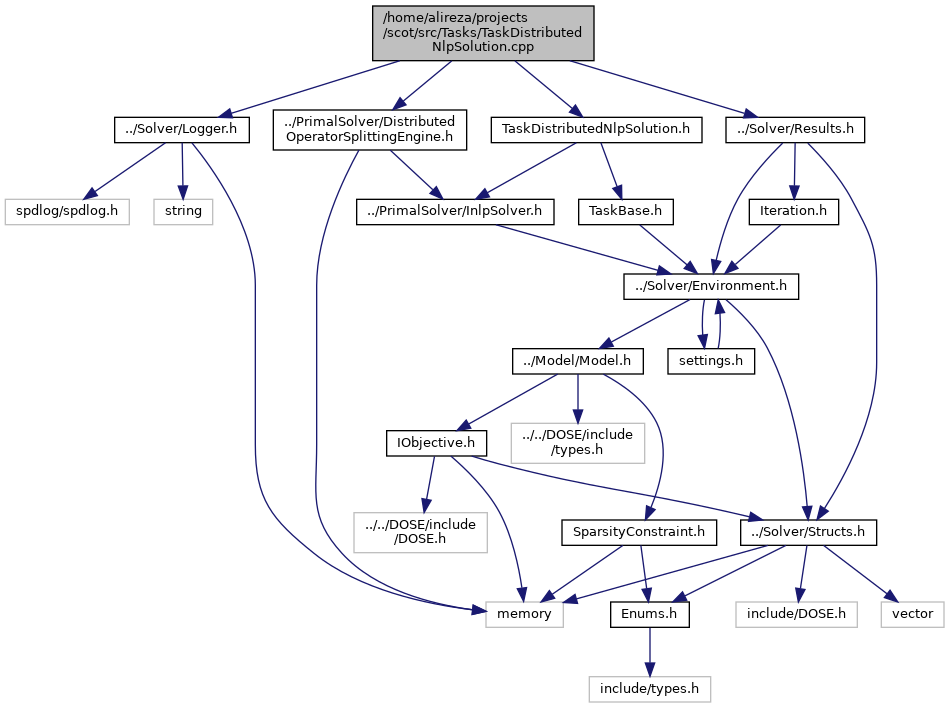 /home/alireza/projects
/scot/src/Tasks/TaskDistributed
NlpSolution.cpp
../Solver/Logger.h
../PrimalSolver/Distributed
OperatorSplittingEngine.h
TaskDistributedNlpSolution.h
../Solver/Results.h
spdlog/spdlog.h
string
../PrimalSolver/InlpSolver.h
TaskBase.h
Iteration.h
../Solver/Environment.h
../Model/Model.h
settings.h
IObjective.h
../../DOSE/include
/types.h
../../DOSE/include
/DOSE.h
SparsityConstraint.h
../Solver/Structs.h
memory
Enums.h
include/DOSE.h
vector
include/types.h